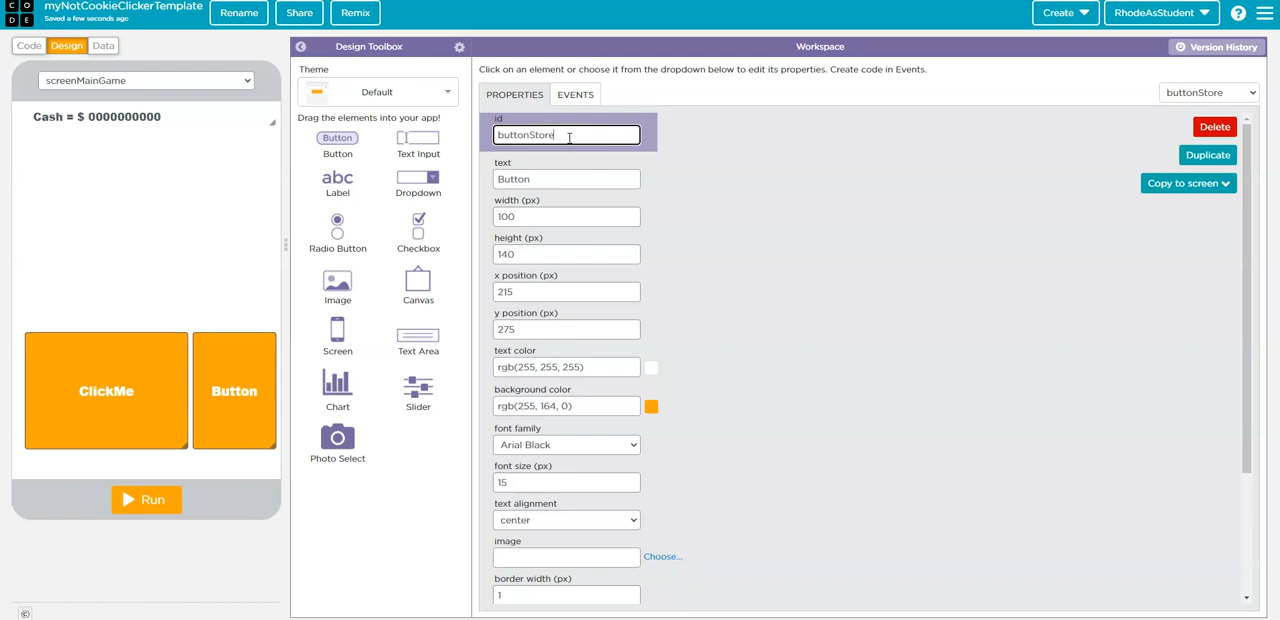 CO
DE
myNotCookieClickerTemplate
Saved a few seconds ago
Rename
Share
Remix
Create
RhodeAsStudent
?
Code
Design
Data
Design Toolbox
Workspace
Version History
screenMainGame
Theme
Default
Click on an element or choose it from the dropdown below to edit its properties. Create code in Events.
PROPERTIES
EVENTS
buttonStore
Cash = $ 0000000000
Drag the elements into your app!
Button
Button
Text Input
abc
Label
Dropdown
Radio Button
Checkbox
Image
Canvas
Screen
Text Area
Chart
Slider
Photo Select
id
buttonStore
Delete
text
Button
Duplicate
width (px)
100
Copy to screen
height (px)
140
x position (px)
215
y position (px)
275
text color
rgb(255, 255, 255)
background color
rgb(255, 164, 0)
font family
Arial Black
font size (px)
15
text alignment
center
image
Choose...
border width (px)
1
ClickMe
Button
Run
©